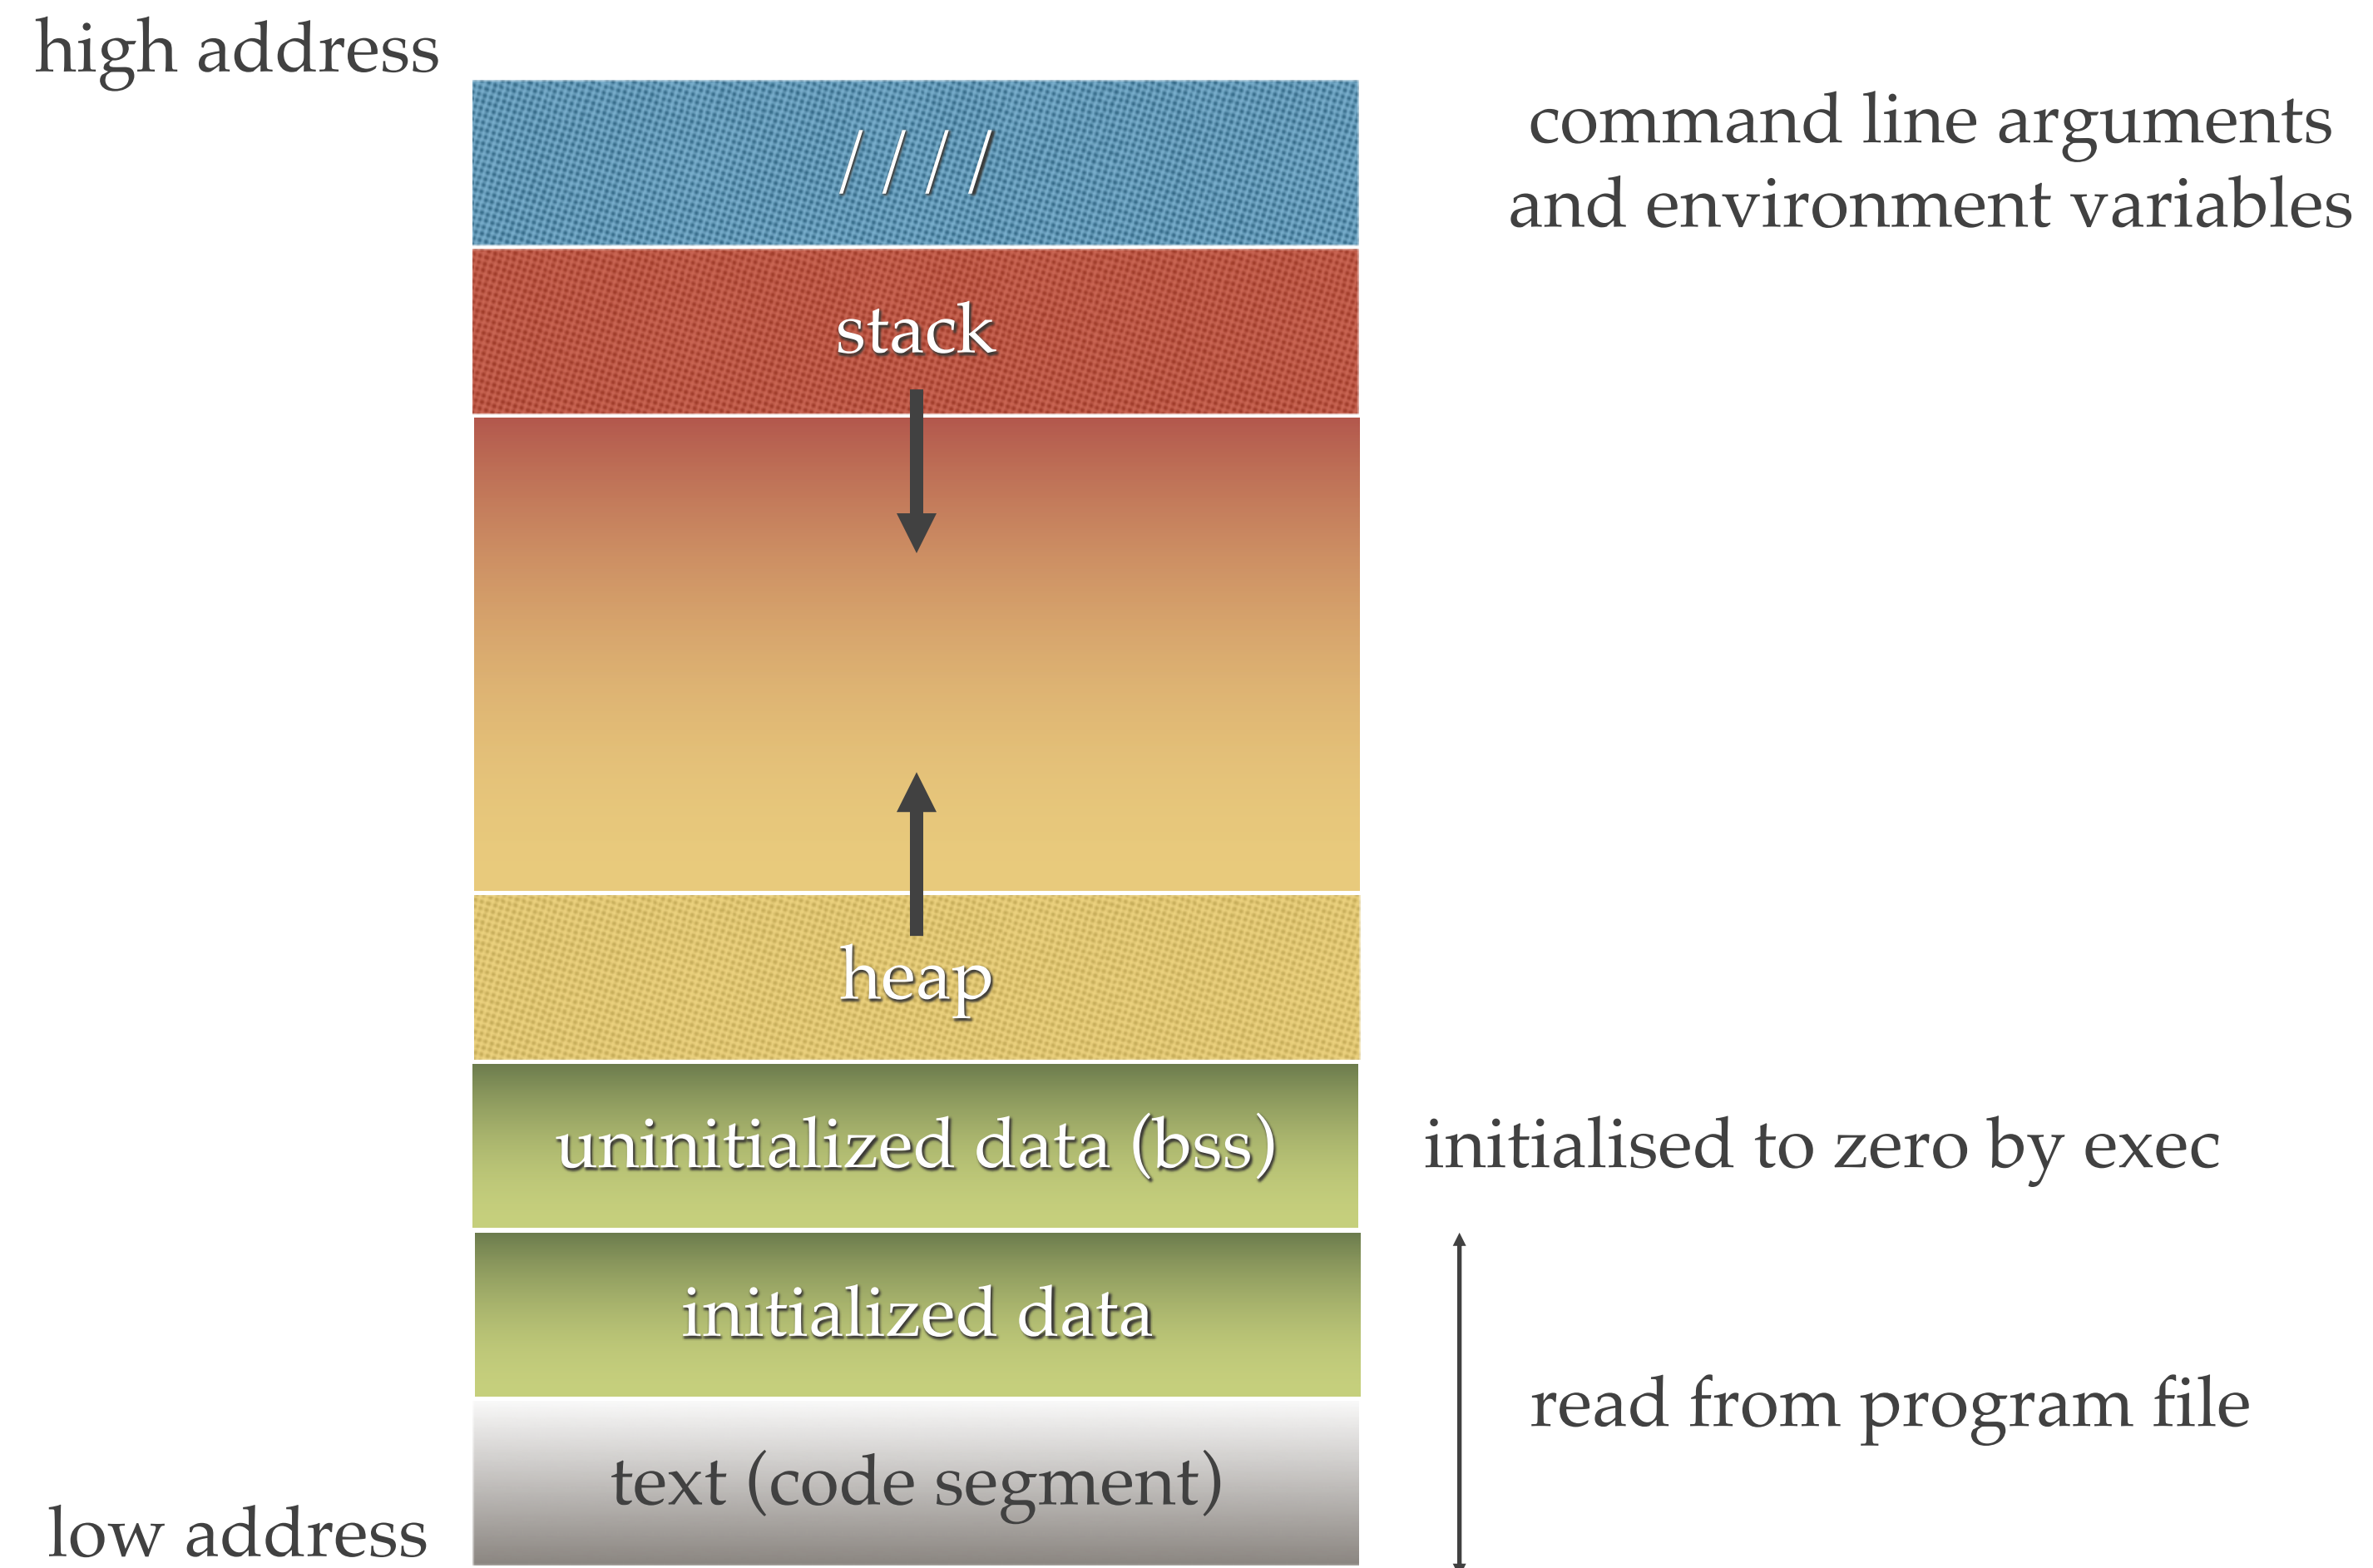 high address
/ / / /
command line arguments
and environment variables
stack
heap
uninitialized data (bss)
initialised to zero by exec
initialized data
read from program file
text (code segment)
low address